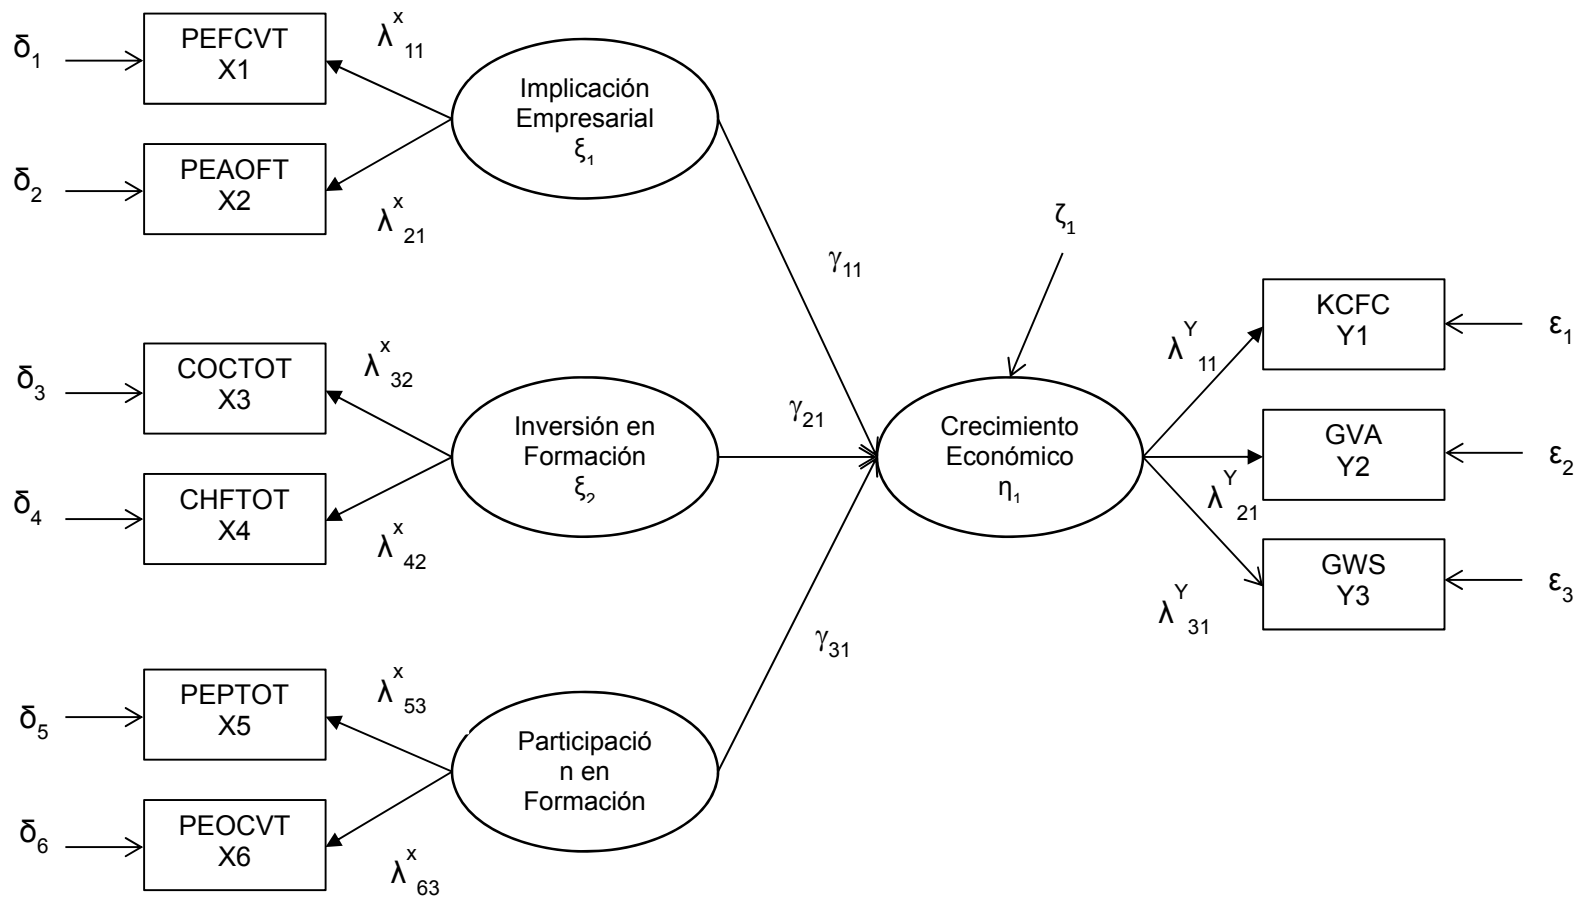 δ1
PEFCVT
X1
λx11
δ2
PEAOFT
X2
λx21
Implicación
Empresarial
ξ1
γ11
ζ1
δ3
COCTOT
X3
λx32
δ4
CHFTOT
X4
λx42
Inversión en
Formación
ξ2
γ21
Crecimiento
Económico
η1
δ5
PEPTOT
X5
λx53
δ6
PEOCVT
X6
λx63
Participació
n en
Formación
γ31
λY11
KCFC
Y1
ε1
λY21
GVA
Y2
ε2
λY31
GWS
Y3
ε3